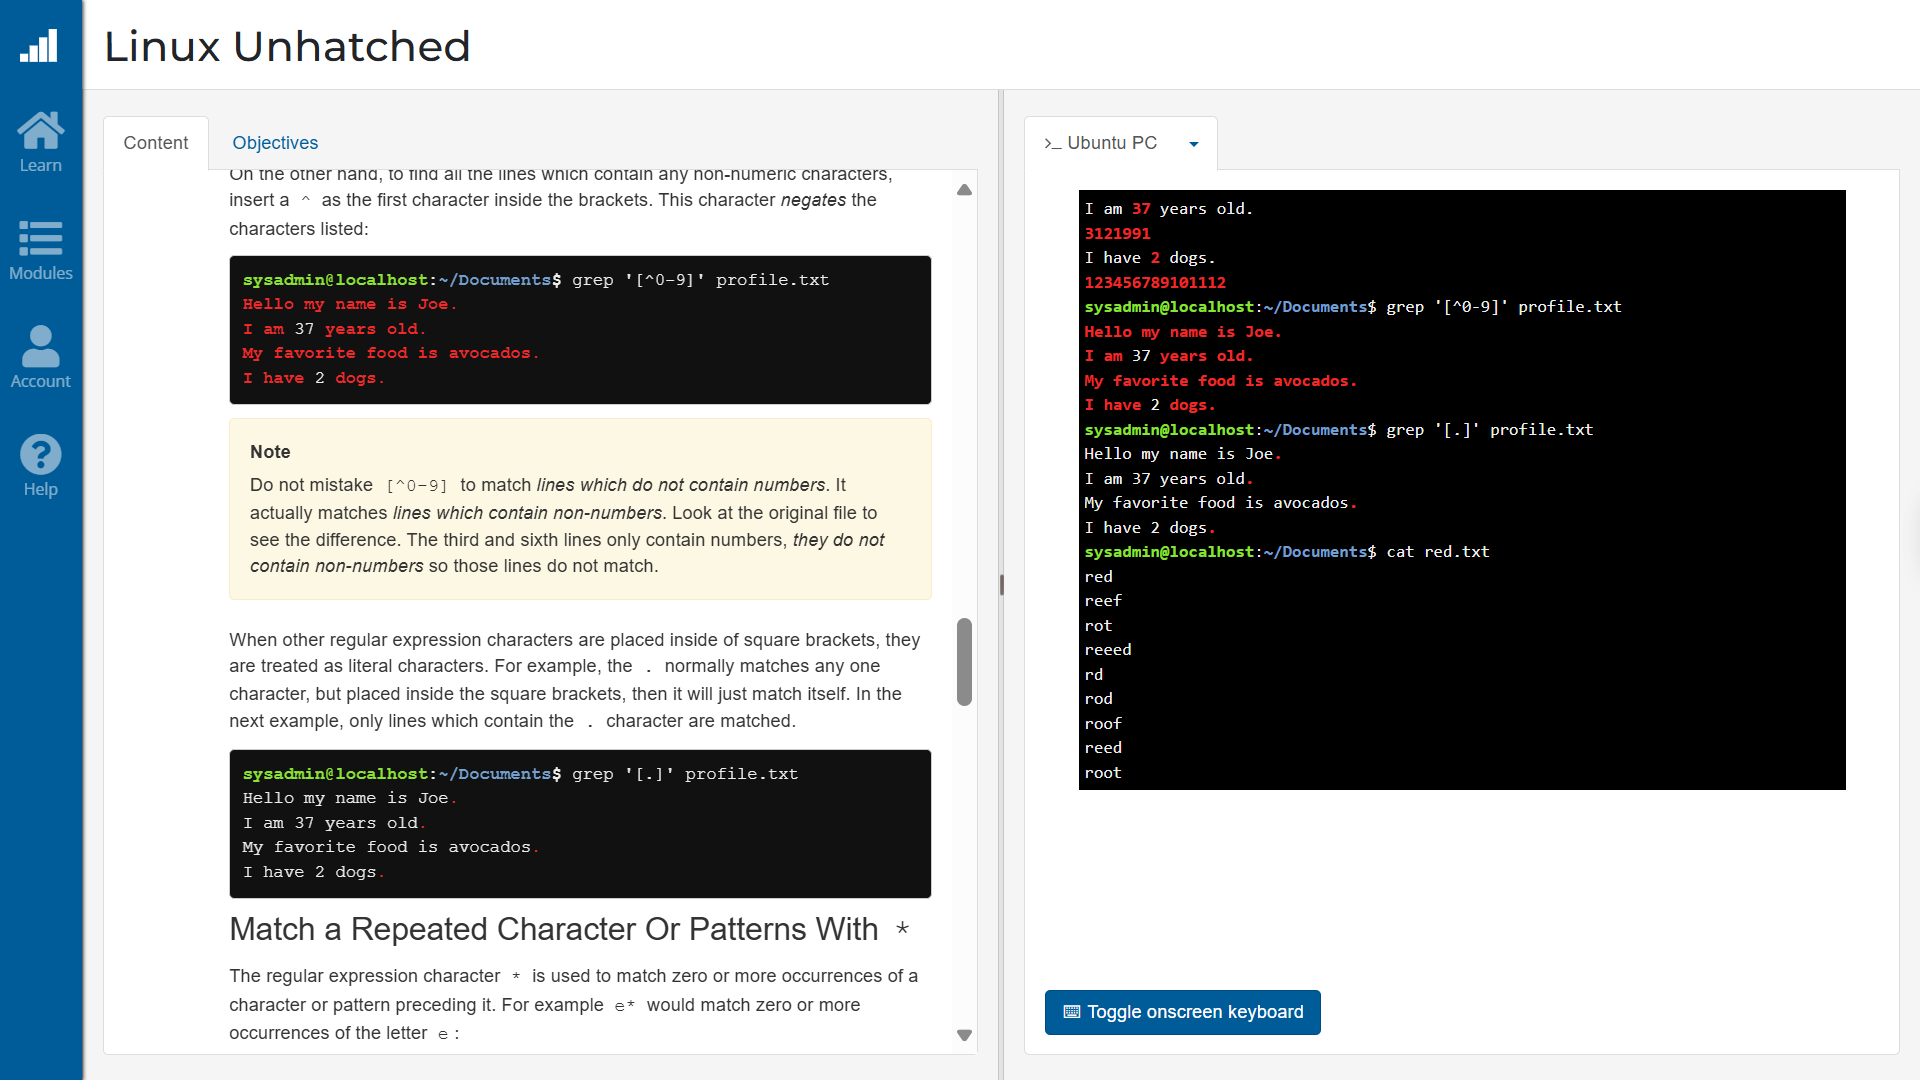 Linux Unhatched
Learn
Modules
Account
Help
Content
Objectives
On the other hand, to find all the lines which contain any non-numeric characters,
insert a ^ as the first character inside the brackets. This character negates the
characters listed:
sysadmin@localhost:~/Documents$ grep '[^0-9]' profile.txt
Hello my name is Joe.
I am 37 years old.
My favorite food is avocados.
I have 2 dogs.
Note
Do not mistake [^0-9] to match lines which do not contain numbers. It
actually matches lines which contain non-numbers. Look at the original file to
see the difference. The third and sixth lines only contain numbers, they do not
contain non-numbers so those lines do not match.
When other regular expression characters are placed inside of square brackets, they
are treated as literal characters. For example, the . normally matches any one
character, but placed inside the square brackets, then it will just match itself. In the
next example, only lines which contain the . character are matched.
sysadmin@localhost:~/Documents$ grep '[.]' profile.txt
Hello my name is Joe.
I am 37 years old.
My favorite food is avocados.
I have 2 dogs.
Match a Repeated Character Or Patterns With *
The regular expression character * is used to match zero or more occurrences of a
character or pattern preceding it. For example e* would match zero or more
occurrences of the letter e :
>_ Ubuntu PC
I am 37 years old.
3121991
I have 2 dogs.
123456789101112
sysadmin@localhost:~/Documents$ grep '[^0-9]' profile.txt
Hello my name is Joe.
I am 37 years old.
My favorite food is avocados.
I have 2 dogs.
sysadmin@localhost:~/Documents$ grep '[.]' profile.txt
Hello my name is Joe.
I am 37 years old.
My favorite food is avocados.
I have 2 dogs.
sysadmin@localhost:~/Documents$ cat red.txt
red
reef
rot
reeed
rd
rod
roof
reed
root
Toggle onscreen keyboard